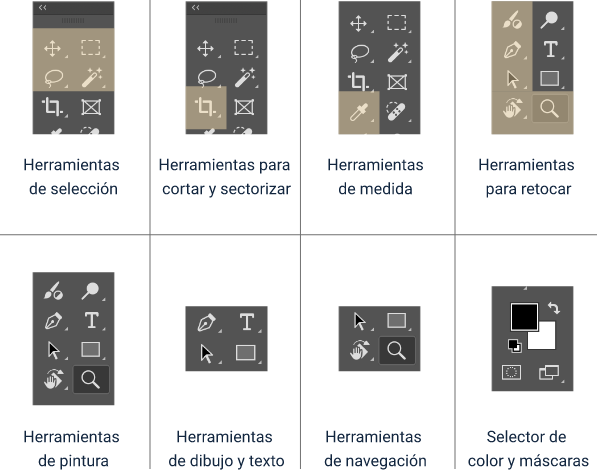 Herramientas
de selección
Herramientas para
cortar y sectorizar
Herramientas
de medida
Herramientas
para retocar
Herramientas
de pintura
Herramientas
de dibujo y texto
Herramientas
de navegación
Selector de
color y máscaras